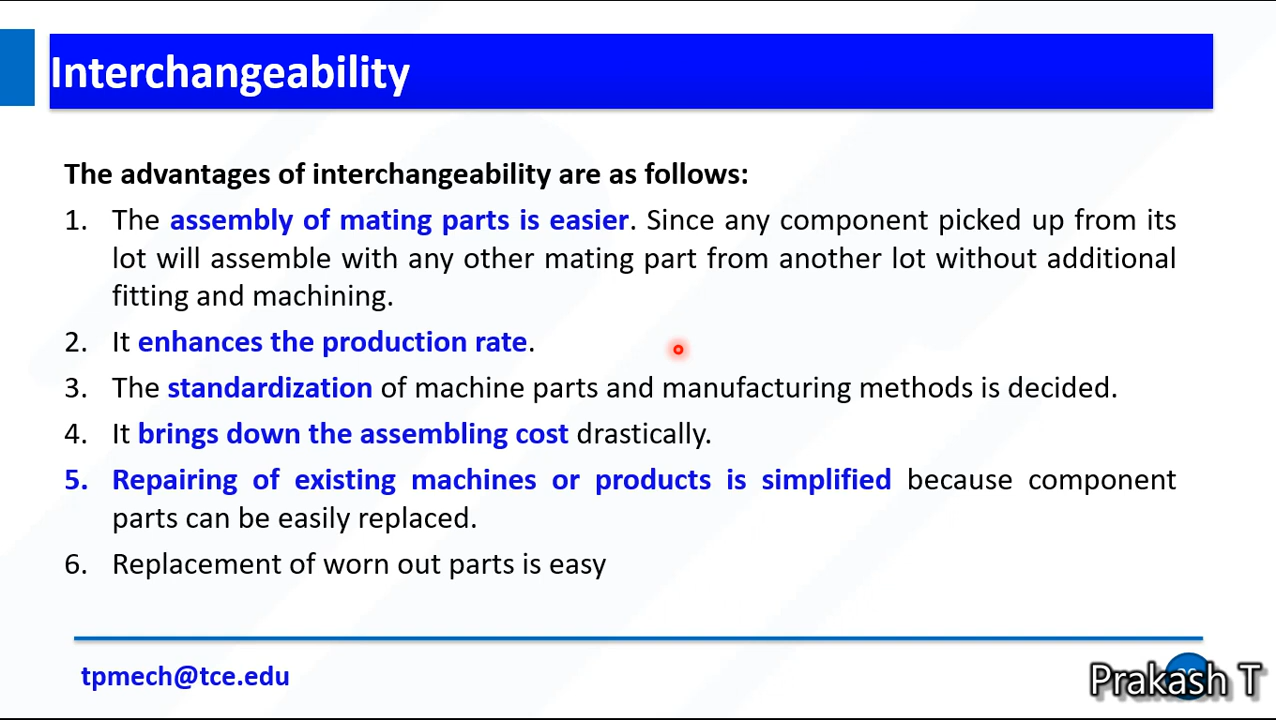 Interchangeability
The advantages of interchangeability are as follows:
1. The assembly of mating parts is easier. Since any component picked up from its
lot will assemble with any other mating part from another lot without additional
fitting and machining.
2. It enhances the production rate.
3. The standardization of machine parts and manufacturing methods is decided.
4. It brings down the assembling cost drastically.
5. Repairing of existing machines or products is simplified because component
parts can be easily replaced.
6. Replacement of worn out parts is easy
tpmech@tce.edu
Prakash T